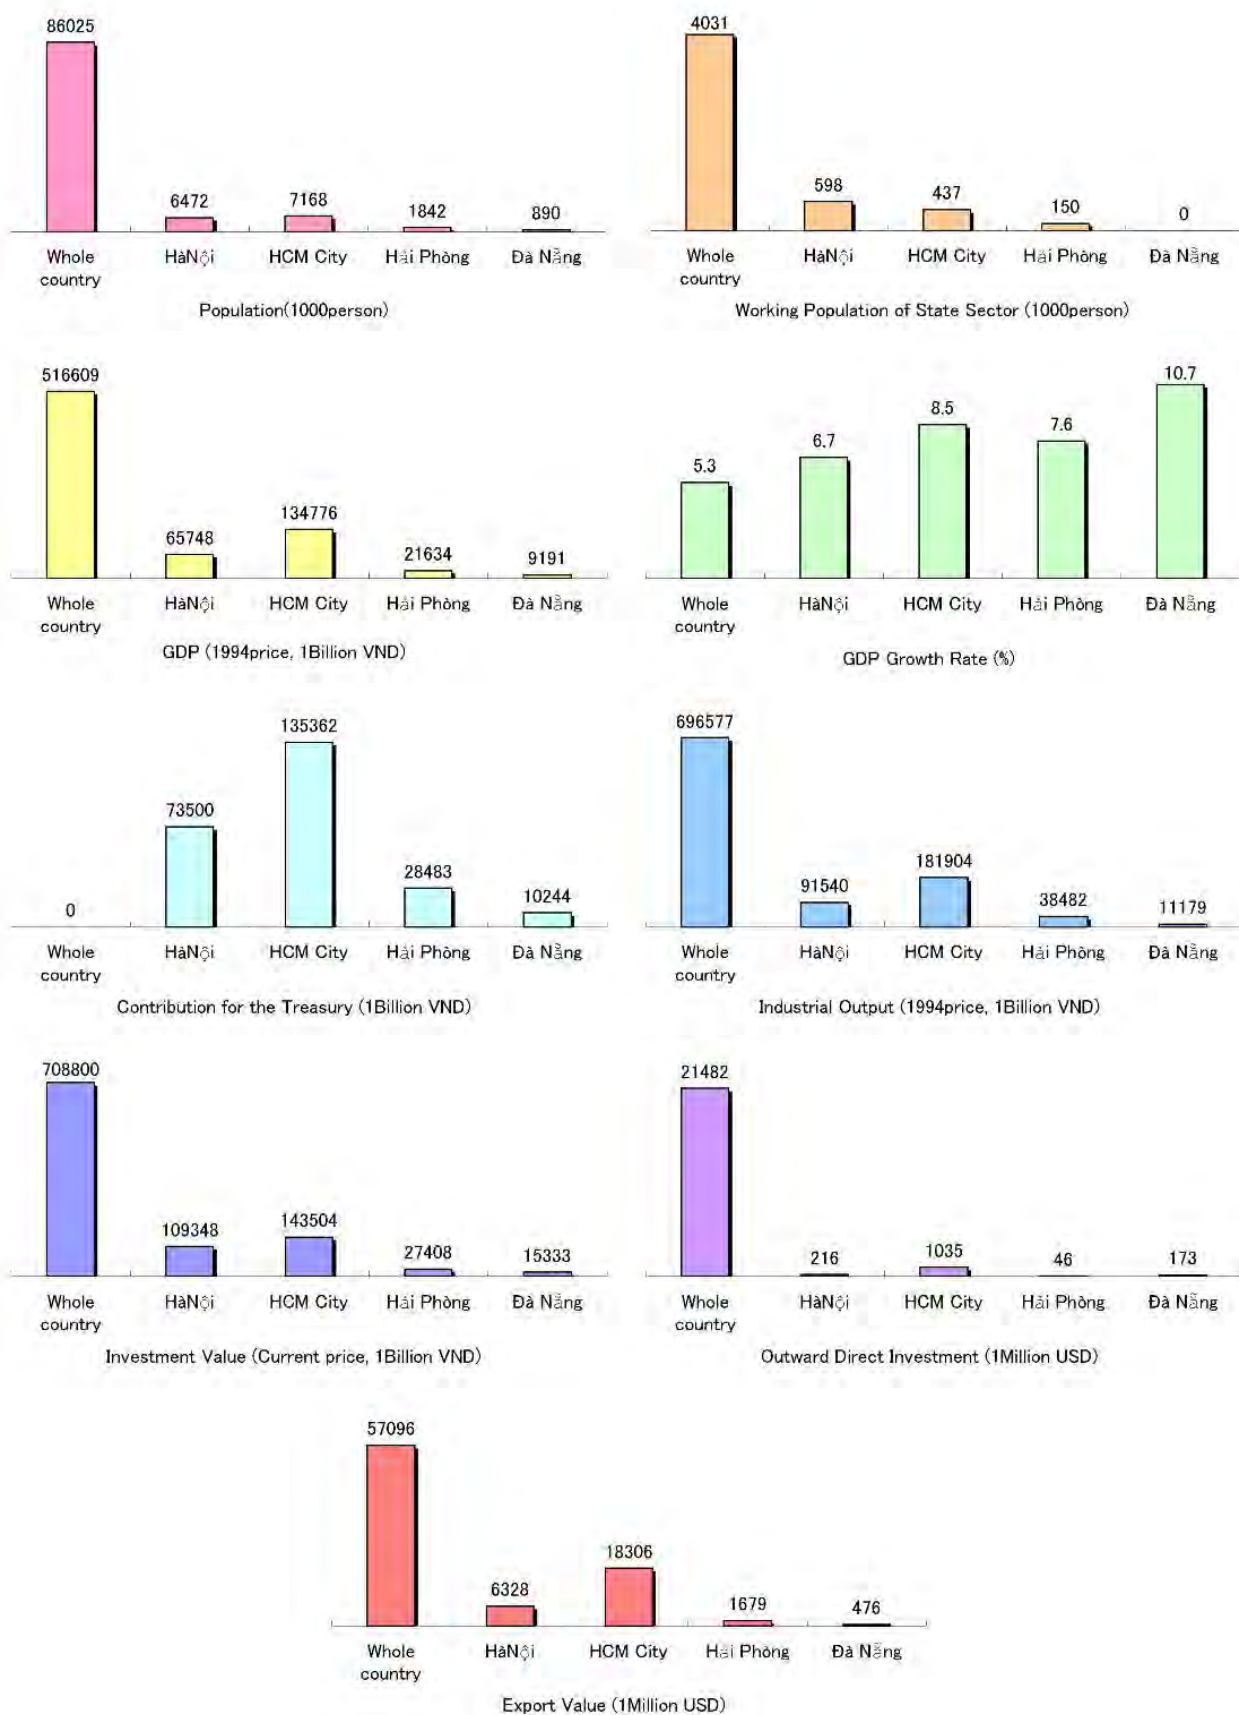 86025
6472
7168
1842
890
Whole
country
HàNội
HCM City
Hải Phòng
Đà Nẵng
Population(1000person)
4031
598
437
150
0
Whole
country
HàNội
HCM City
Hải Phòng
Đà Nẵng
Working Population of State Sector (1000person)
516609
65748
134776
21634
9191
Whole
country
HàNội
HCM City
Hải Phòng
Đà Nẵng
GDP (1994price, 1Billion VND)
5.3
6.7
8.5
7.6
10.7
Whole
country
HàNội
HCM City
Hải Phòng
Đà Nẵng
GDP Growth Rate (%)
0
73500
135362
28483
10244
Whole
country
HàNội
HCM City
Hải Phòng
Đà Nẵng
Contribution for the Treasury (1Billion VND)
696577
91540
181904
38482
11179
Whole
country
HàNội
HCM City
Hải Phòng
Đà Nẵng
Industrial Output (1994price, 1Billion VND)
708800
109348
143504
27408
15333
Whole
country
HàNội
HCM City
Hải Phòng
Đà Nẵng
Investment Value (Current price, 1Billion VND)
21482
216
1035
46
173
Whole
country
HàNội
HCM City
Hải Phòng
Đà Nẵng
Outward Direct Investment (1Million USD)
57096
6328
18306
1679
476
Whole
country
HàNội
HCM City
Hải Phòng
Đà Nẵng
Export Value (1Million USD)